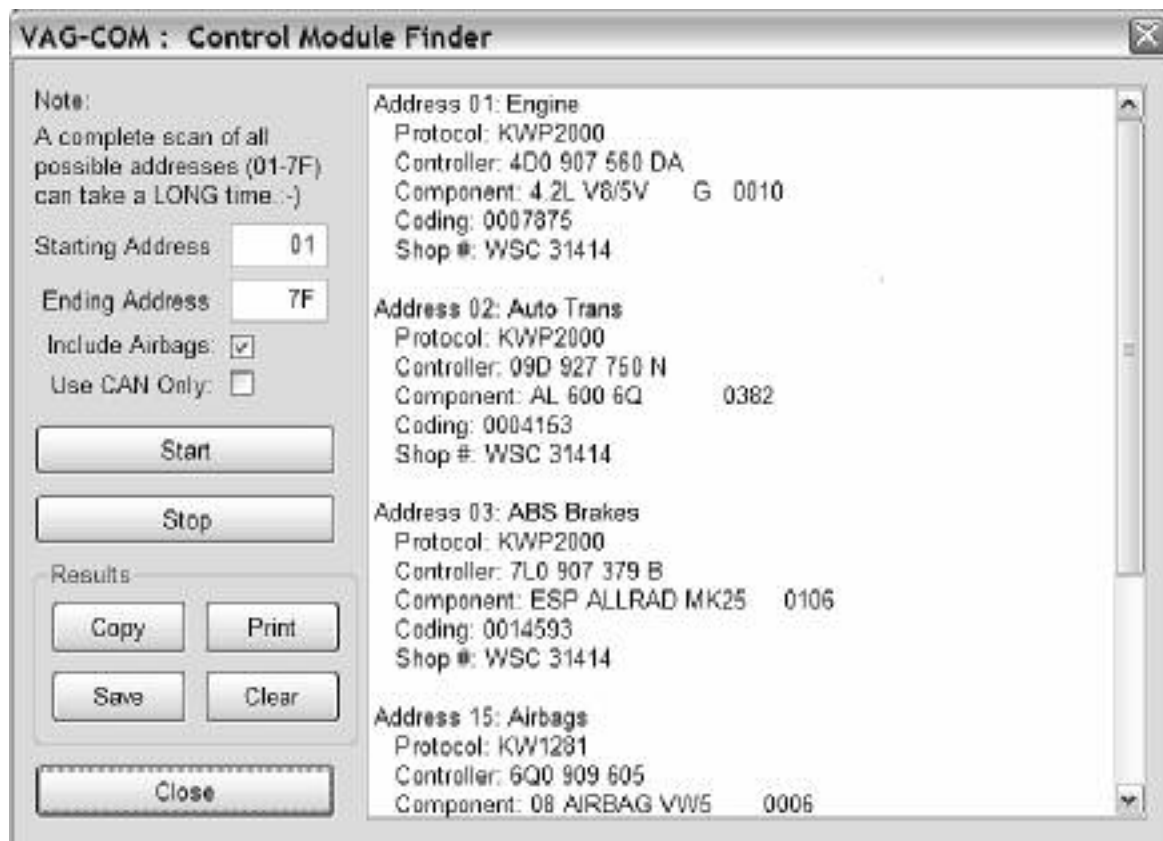 VAG-COM : Control Module Finder
Note:
A complete scan of all
possible addresses (01-7F)
can take a LONG time.:-)
Starting Address 01
Ending Address 7F
Include Airbags:
Use CAN Only:
Start
Stop
Results
Copy Print
Save Clear
Close
Address 01: Engine
Protocol: KWP2000
Controller: 4D0 907 560 DA
Component: 4.2L V8/5V G 0010
Coding: 0007875
Shop #: WSC 31414
Address 02: Auto Trans
Protocol: KWP2000
Controller: 09D 927 750 N
Component: AL 600 6Q 0382
Coding: 0004153
Shop #: WSC 31414
Address 03: ABS Brakes
Protocol: KWP2000
Controller: 7L0 907 379 B
Component: ESP ALLRAD MK25 0106
Coding: 0014593
Shop #: WSC 31414
Address 15: Airbags
Protocol: KW1281
Controller: 6Q0 909 605
Component: 08 AIRBAG VW5 0006